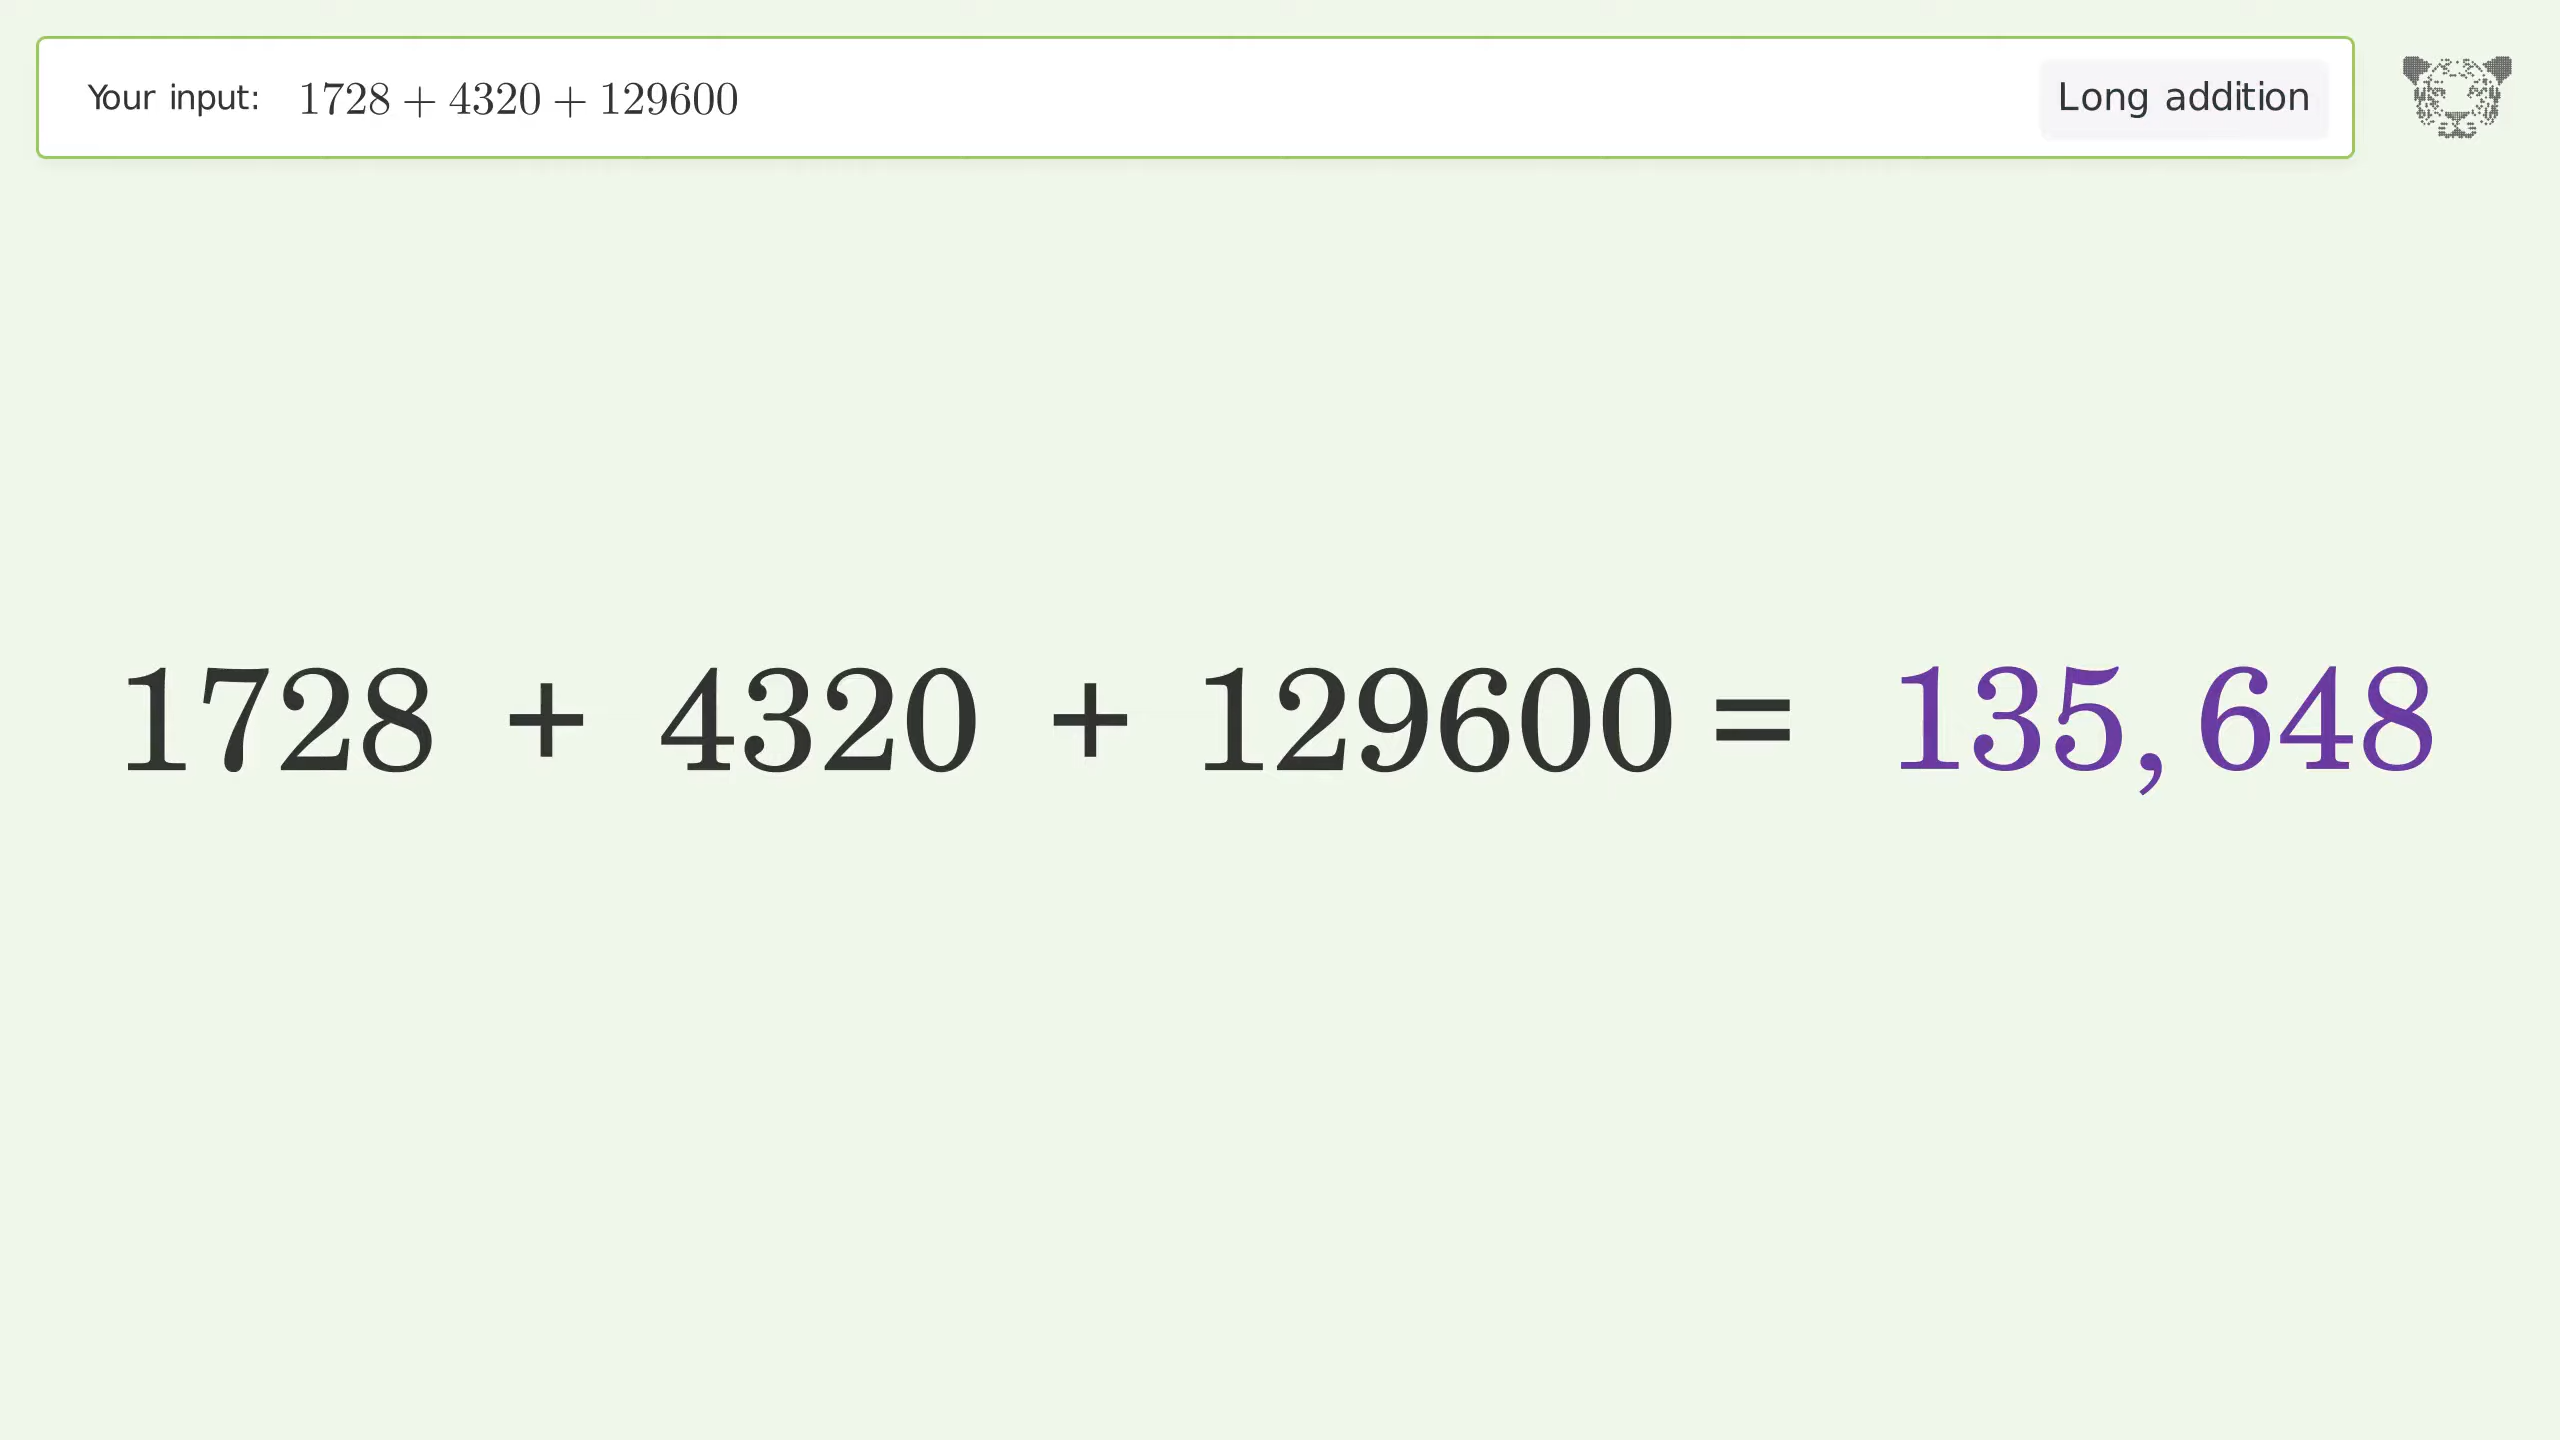 Your input: 1728 + 4320 + 129600 Long addition
1728 + 4320 + 129600 = 135,648